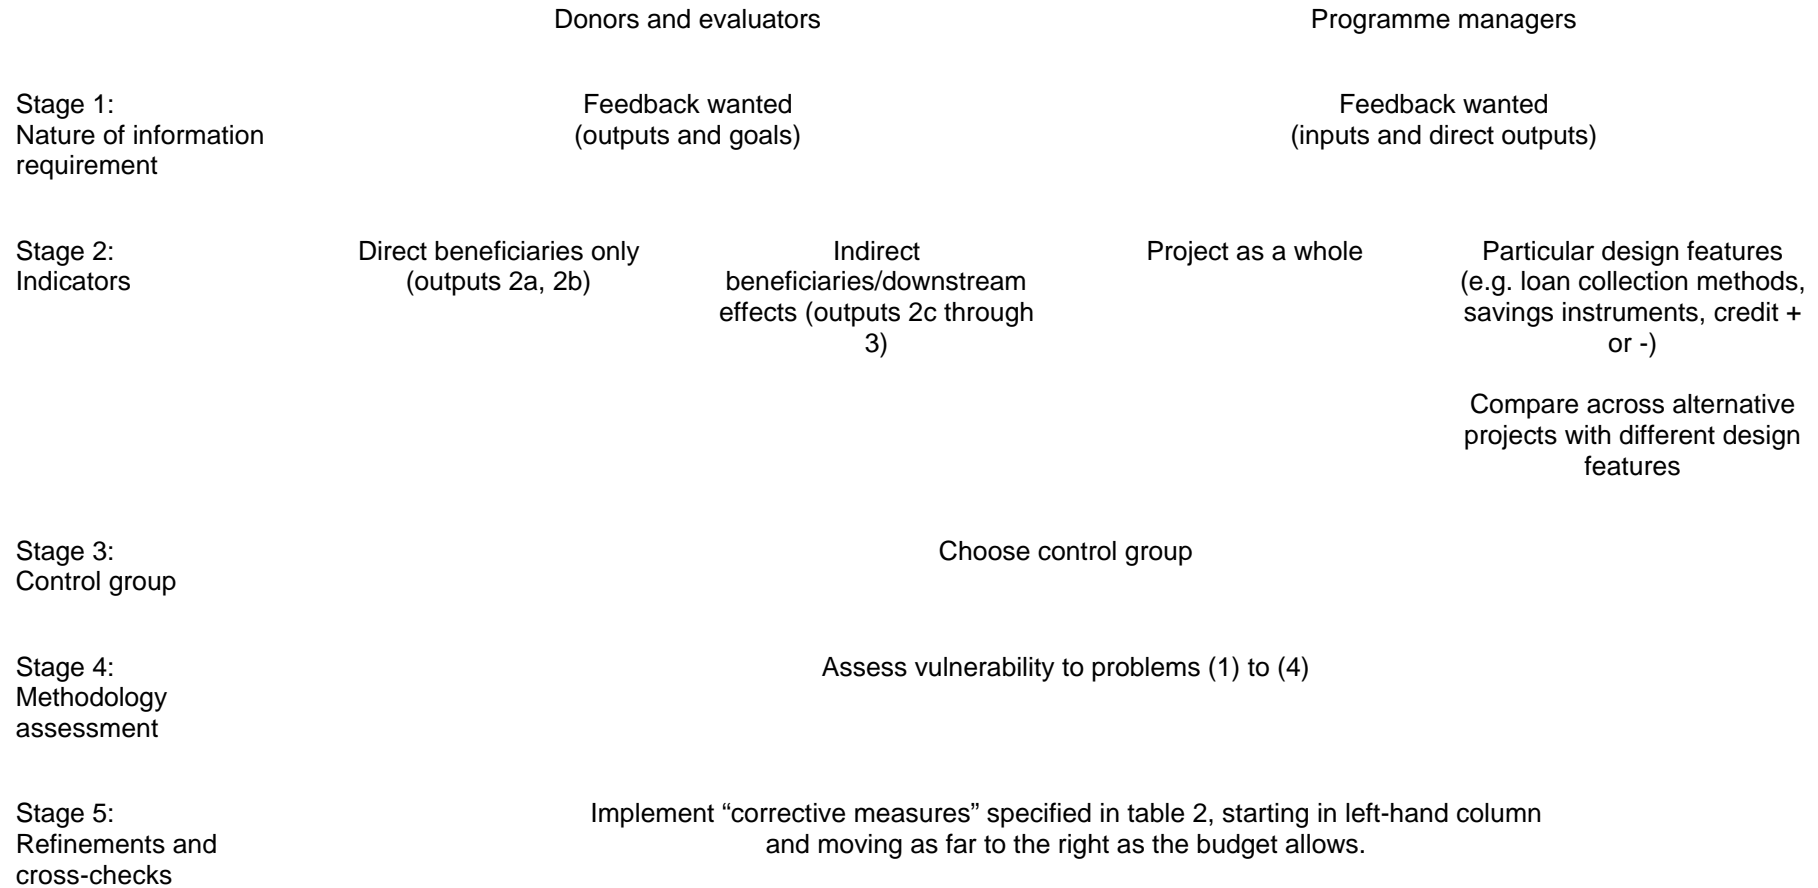 Donors and evaluators
Programme managers
Stage 1:
Nature of information
requirement
Feedback wanted
(outputs and goals)
Feedback wanted
(inputs and direct outputs)
Stage 2:
Indicators
Direct beneficiaries only
(outputs 2a, 2b)
Indirect
beneficiaries/downstream
effects (outputs 2c through
3)
Project as a whole
Particular design features
(e.g. loan collection methods,
savings instruments, credit +
or -)
Compare across alternative
projects with different design
features
Stage 3:
Control group
Choose control group
Stage 4:
Methodology
assessment
Assess vulnerability to problems (1) to (4)
Stage 5:
Refinements and
cross-checks
Implement “corrective measures” specified in table 2, starting in left-hand column
and moving as far to the right as the budget allows.